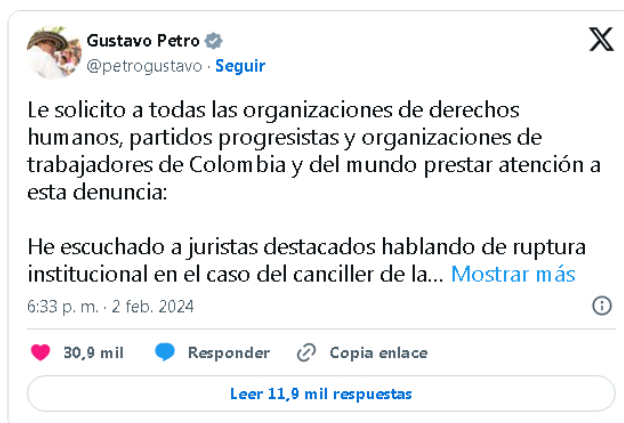 Gustavo Petro
@petrogustavo · Seguir
Le solicito a todas las organizaciones de derechos
humanos, partidos progresistas y organizaciones de
trabajadores de Colombia y del mundo prestar atención a
esta denuncia:
He escuchado a juristas destacados hablando de ruptura
institucional en el caso del canciller de la... Mostrar más
6:33 p. m. · 2 feb. 2024
30,9 mil Responder Copia enlace
Leer 11,9 mil respuestas